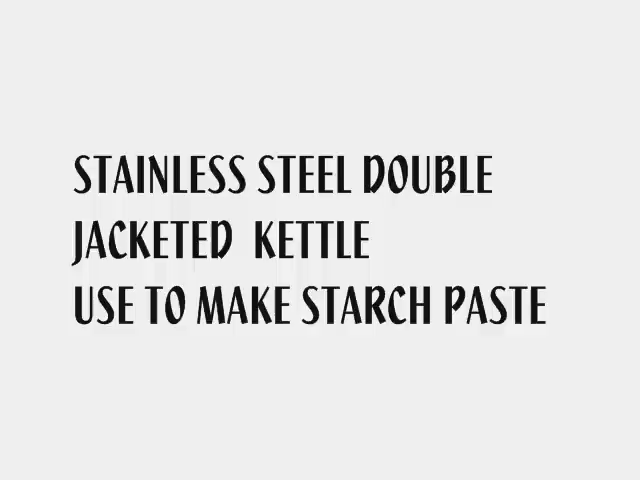 STAINLESS STEEL DOUBLE
JACKETED KETTLE
USE TO MAKE STARCH PASTE